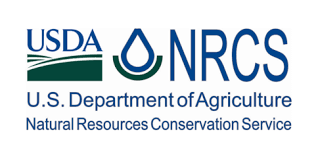 USDA NRCS
U.S. Department of Agriculture
Natural Resources Conservation Service